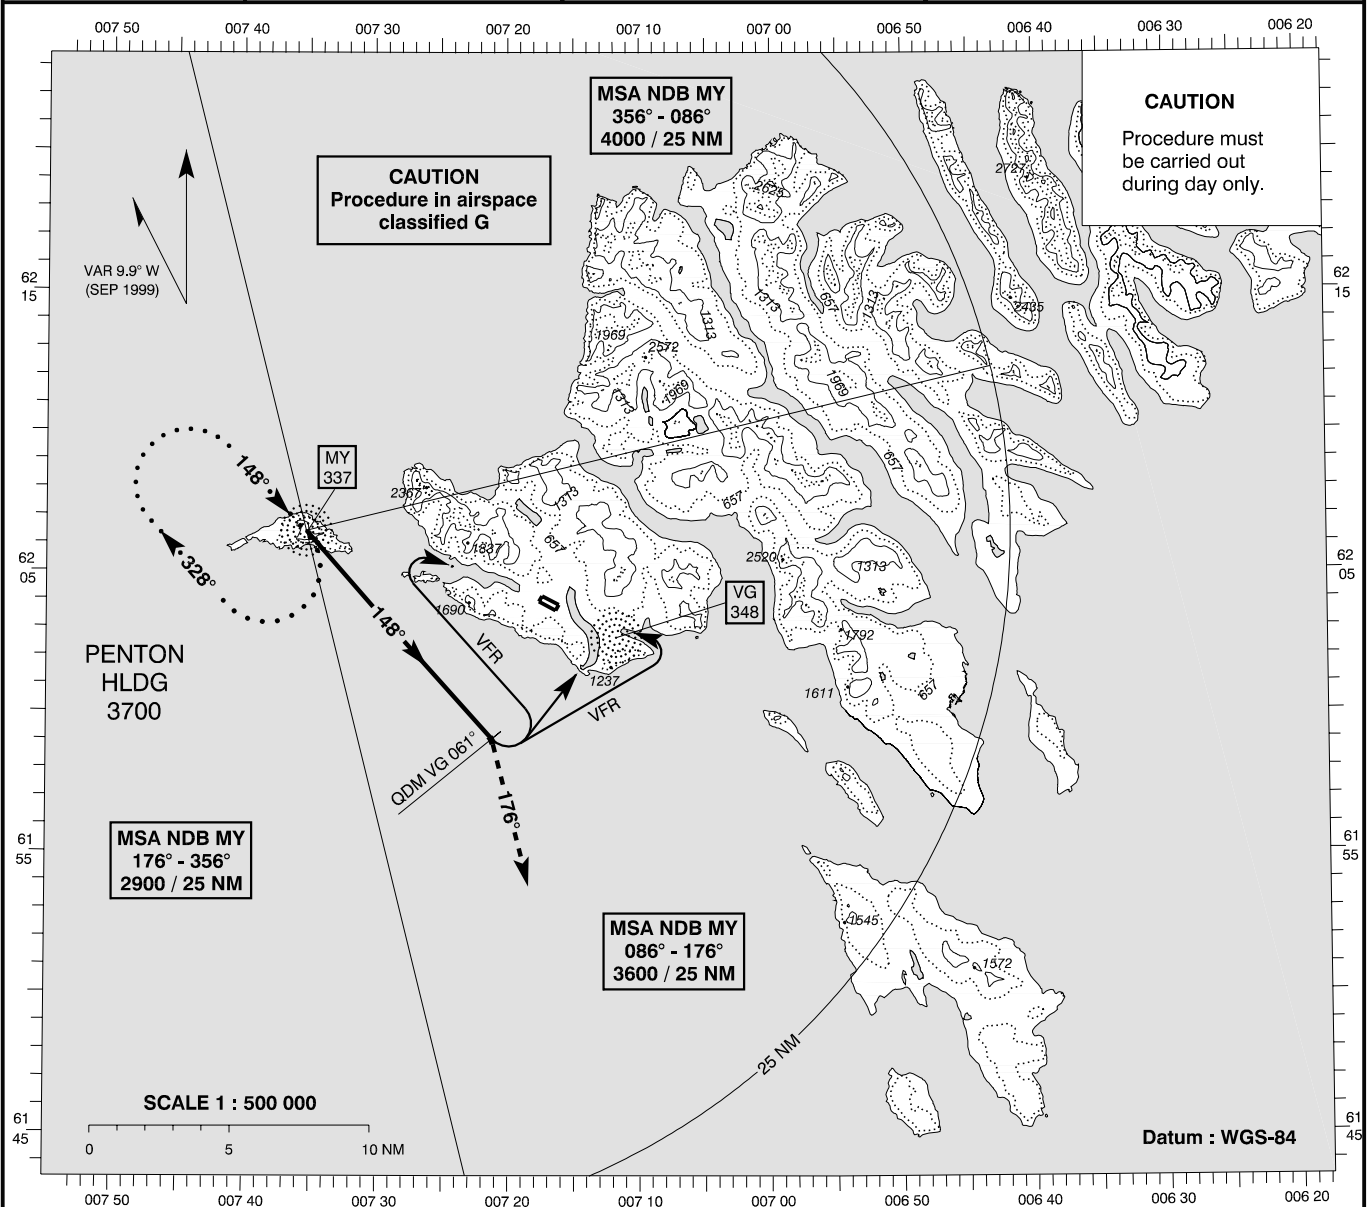 007 50 007 40 007 30 007 20 007 10 007 00 006 50 006 40 006 30 006 20
MSA NDB MY
356° - 086°
4000 / 25 NM
CAUTION
Procedure must
be carried out
during day only.
CAUTION
Procedure in airspace
classified G
VAR 9.9° W
(SEP 1999)
62
15
62
15
2625
2727
2435
1313
657
1313
1313
1969
2572
1969
1313
1969
657
657
MY
337
148°
328°
2367
1313
657
1837
1690
2520
1313
62
05
62
05
VG
348
148°
VFR
1792
1611
657
1237
VFR
PENTON
HLDG
3700
QDM VG 061°
176°
MSA NDB MY
176° - 356°
2900 / 25 NM
61
55
61
55
MSA NDB MY
086° - 176°
3600 / 25 NM
1545
1572
25 NM
SCALE 1 : 500 000
0 5 10 NM
61
45
61
45
Datum : WGS-84
007 50 007 40 007 30 007 20 007 10 007 00 006 50 006 40 006 30 006 20